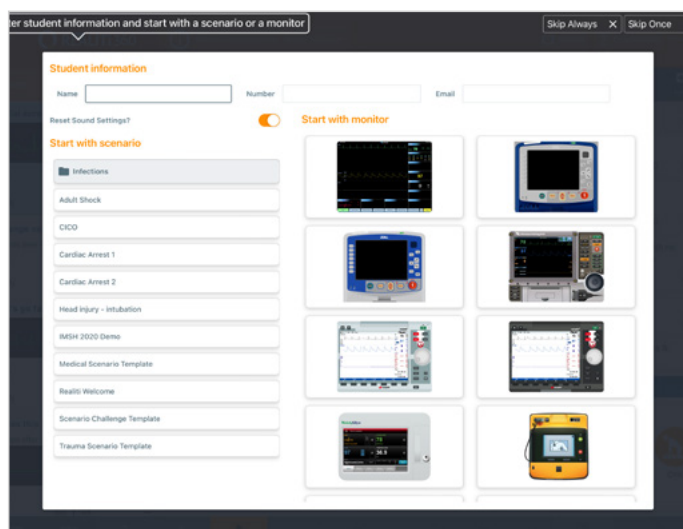 ter student information and start with a scenario or a monitor
Skip Always X Skip Once
Student information
Name Number Email
Reset Sound Settings?
Start with monitor
Start with scenario
Infections
Adult Shock
CICO
Cardiac Arrest 1
Cardiac Arrest 2
Head injury - intubation
IMSH 2020 Demo
Medical Scenario Template
Realiti Welcome
Scenario Challenge Template
Trauma Scenario Template